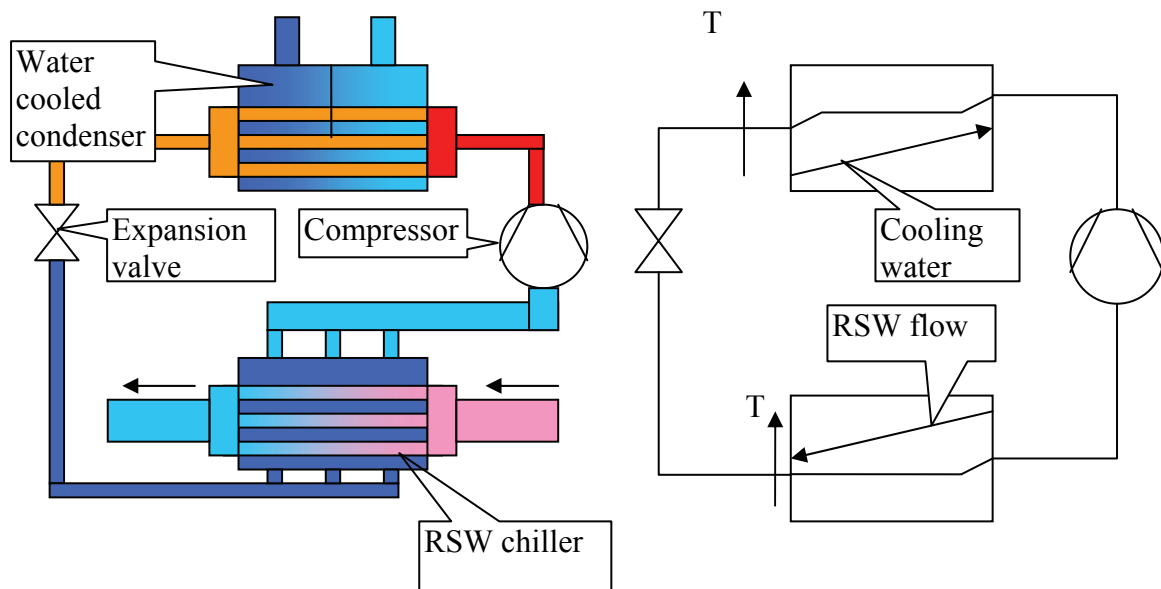 Water
cooled
condenser
Expansion
valve
Compressor
RSW chiller
T
Cooling
water
RSW flow
T